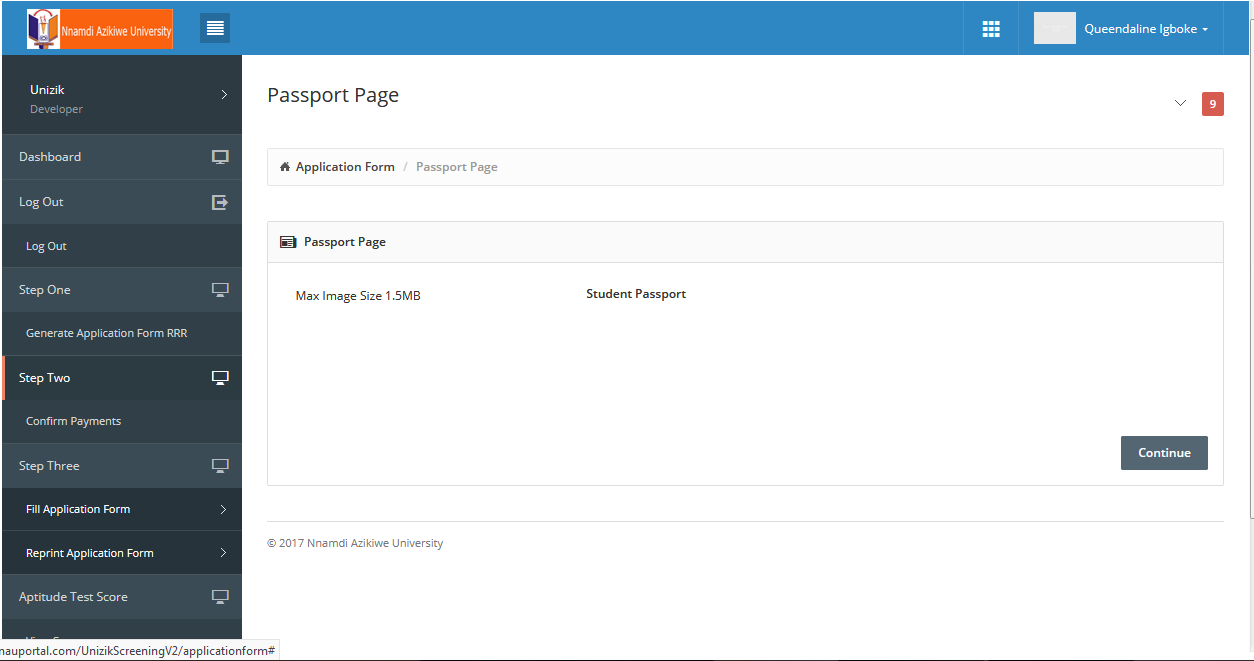 Nnamdi Azikiwe University
Queendaline Igboke
Unizik
Developer
Passport Page
9
Dashboard
Application Form / Passport Page
Log Out
Log Out
Passport Page
Step One
Max Image Size 1.5MB
Student Passport
Generate Application Form RRR
Step Two
Confirm Payments
Continue
Step Three
Fill Application Form
© 2017 Nnamdi Azikiwe University
Reprint Application Form
Aptitude Test Score
nauportal.com/UnizikScreeningV2/applicationform#